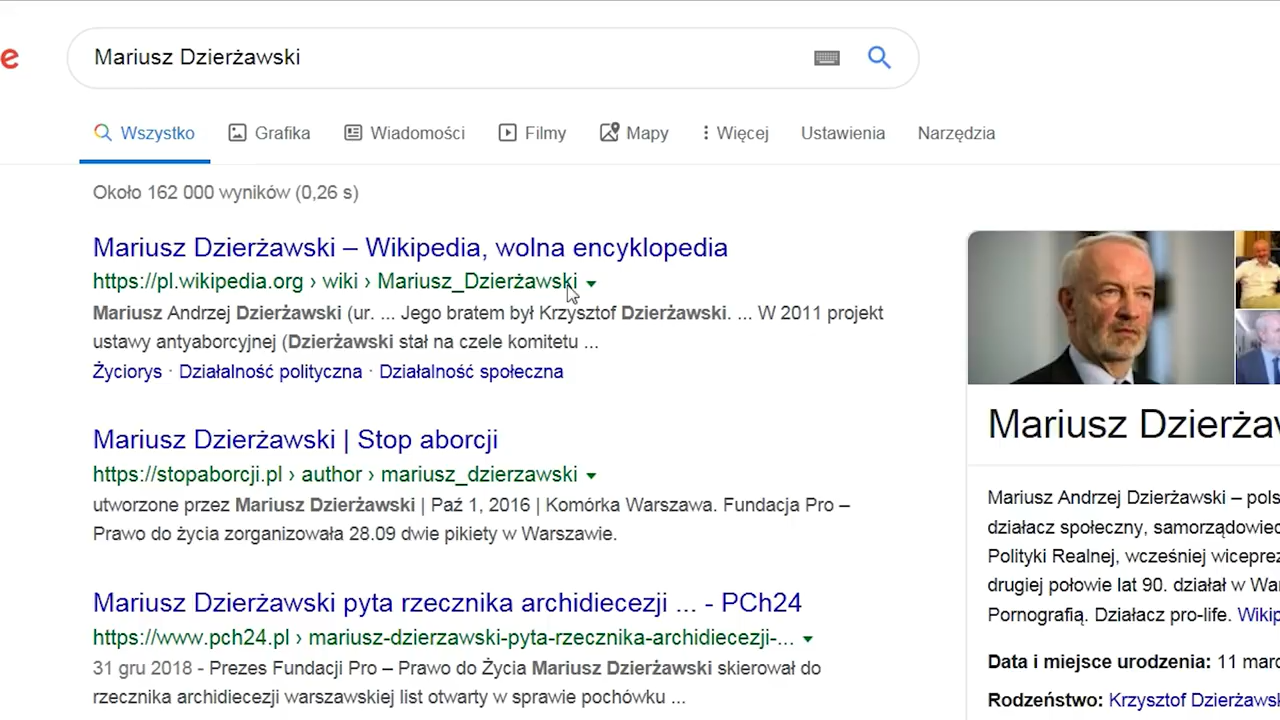 e
Mariusz Dzierżawski
Wszystko Grafika Wiadomości Filmy Mapy Więcej Ustawienia Narzędzia
Około 162 000 wyników (0,26 s)
Mariusz Dzierżawski – Wikipedia, wolna encyklopedia
https://pl.wikipedia.org › wiki › Mariusz_Dzierżawski
Mariusz Andrzej Dzierżawski (ur. ... Jego bratem był Krzysztof Dzierżawski. ... W 2011 projekt
ustawy antyaborcyjnej (Dzierżawski stał na czele komitetu ...
Życiorys · Działalność polityczna · Działalność społeczna
Mariusz Dzierżawski | Stop aborcji
https://stopaborcji.pl › author › mariusz_dzierzawski
utworzone przez Mariusz Dzierżawski | Paź 1, 2016 | Komórka Warszawa. Fundacja Pro –
Prawo do życia zorganizowała 28.09 dwie pikiety w Warszawie.
Mariusz Dzierżawski pyta rzecznika archidiecezji ... - PCh24
https://www.pch24.pl › mariusz-dzierzawski-pyta-rzecznika-archidiecezji-...
31 gru 2018 - Prezes Fundacji Pro – Prawo do Życia Mariusz Dzierżawski skierował do
rzecznika archidiecezji warszawskiej list otwarty w sprawie pochówku ...
Mariusz Dzierżaw
Mariusz Andrzej Dzierżawski – pols
działacz społeczny, samorządowiec
Polityki Realnej, wcześniej wiceprez
drugiej połowie lat 90. działał w War
Pornografią. Działacz pro-life. Wikip
Data i miejsce urodzenia: 11 marc
Rodzeństwo: Krzysztof Dzierżawsk